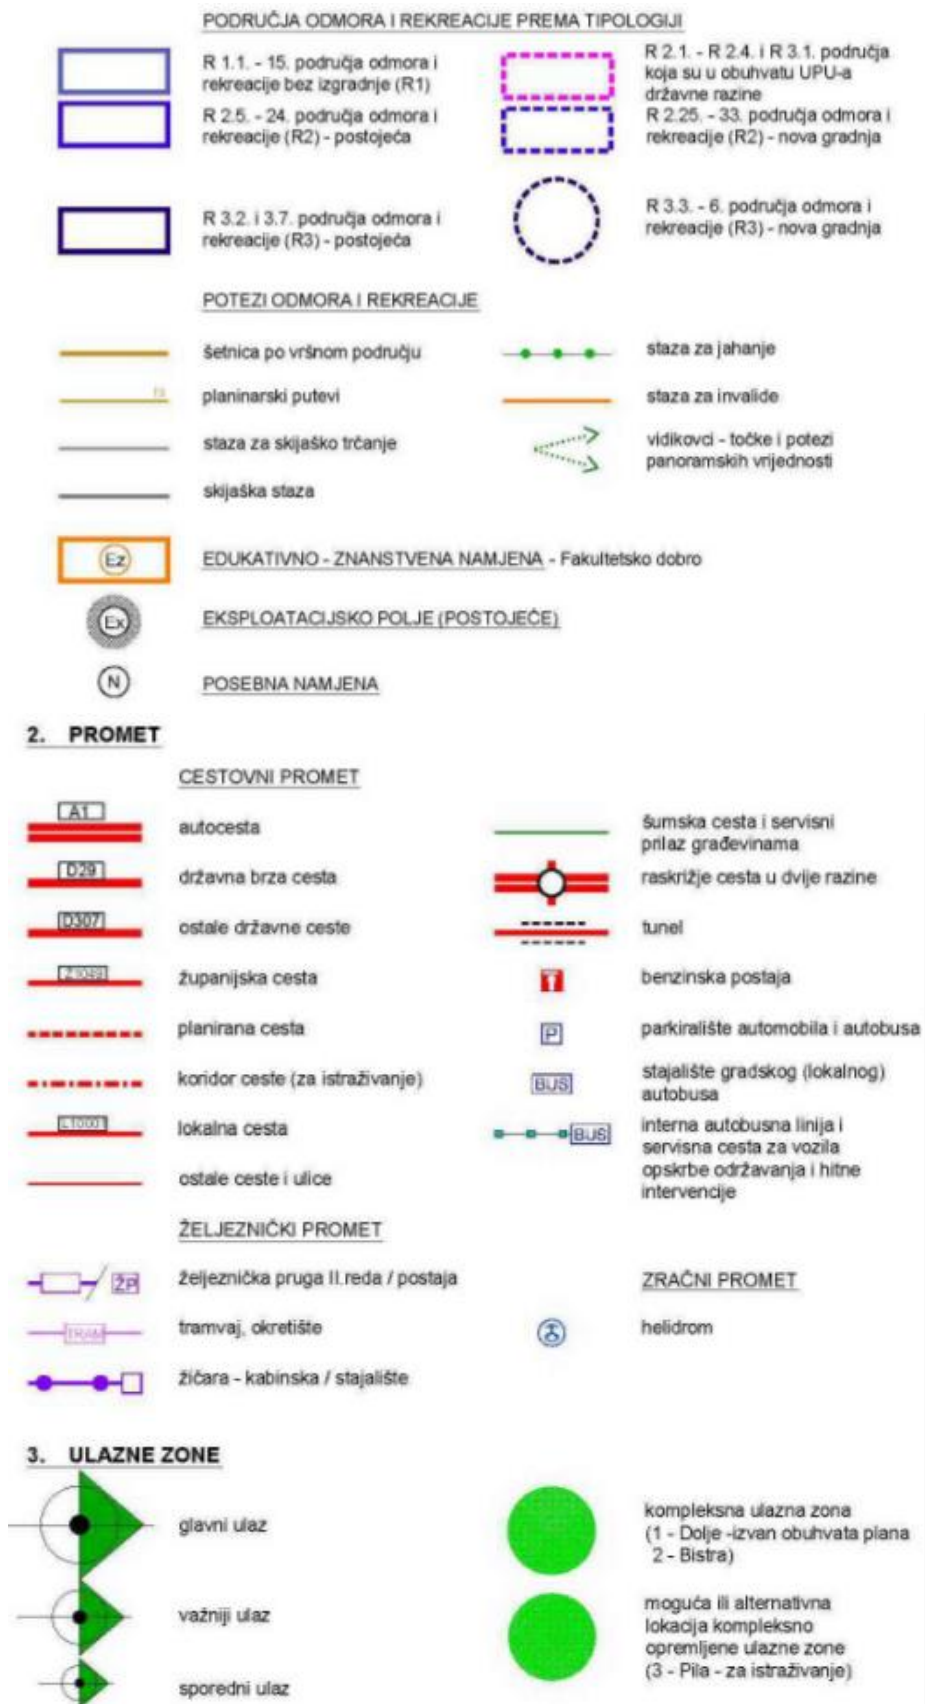 PODRUČJA ODMORA I REKREACIJE PREMA TIPOLOGIJI
R 1.1. - 15. područja odmora i
rekreacije bez izgradnje (R1)
R 2.1. - R 2.4. i R 3.1. područja
koja su u obuhvatu UPU-a
državne razine
R 2.5. - 24. područja odmora i
rekreacije (R2) - postojeća
R 2.25. - 33. područja odmora i
rekreacije (R2) - nova gradnja
R 3.2. i 3.7. područja odmora i
rekreacije (R3) - postojeća
R 3.3. - 6. područja odmora i
rekreacije (R3) - nova gradnja
POTEZI ODMORA I REKREACIJE
šetnica po vršnom području
staza za jahanje
planinarski putevi
staza za invalide
staza za skijaško trčanje
vidikovci - točke i potezi
panoramskih vrijednosti
skijaška staza
Ez
EDUKATIVNO - ZNANSTVENA NAMJENA - Fakultetsko dobro
Ex
EKSPLOATACIJSKO POLJE (POSTOJEĆE)
N
POSEBNA NAMJENA
2. PROMET
CESTOVNI PROMET
A1
autocesta
šumska cesta i servisni
prilaz građevinama
D29
državna brza cesta
raskrižje cesta u dvije razine
D307
ostale državne ceste
tunel
Z1049
županijska cesta
benzinska postaja
planirana cesta
P
parkiralište automobila i autobusa
koridor ceste (za istraživanje)
BUS
stajalište gradskog (lokalnog)
autobusa
L10001
lokalna cesta
BUS
interna autobusna linija i
servisna cesta za vozila
opskrbe održavanja i hitne
intervencije
ostale ceste i ulice
ŽELJEZNIČKI PROMET
ŽP
željeznička pruga II.reda / postaja
ZRAČNI PROMET
TRAM
tramvaj, okretište
helidrom
žičara - kabinska / stajalište
3. ULAZNE ZONE
glavni ulaz
kompleksna ulazna zona
(1 - Dolje -izvan obuhvata plana
2 - Bistra)
važniji ulaz
moguća ili alternativna
lokacija kompleksno
opremljene ulazne zone
(3 - Pila - za istraživanje)
sporedni ulaz